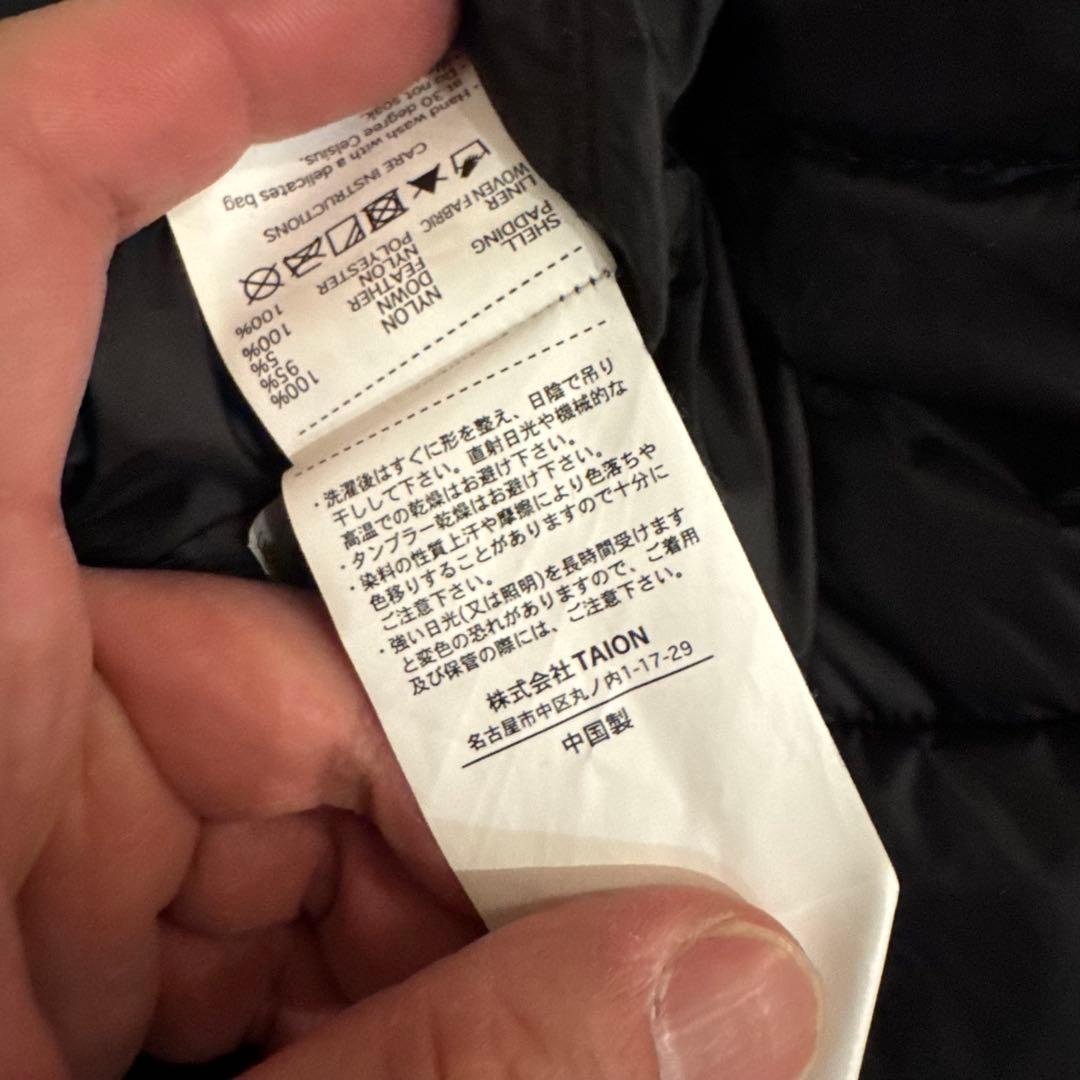 SHELL NYLON 100%
PADDING DOWN 95%
FEATHER 5%
LINER NYLON 100%
WOVEN FABRIC POLYESTER 100%
CARE INSTRUCTIONS
- Hand wash with a delicates bag
at 30 degree Celsius.
- Do not soak.
・洗濯後はすぐに形を整え、日陰で吊り
干しして下さい。直射日光や機械的な
高温での乾燥はお避け下さい。
・タンブラー乾燥はお避け下さい。
・染料の性質上汗や摩擦により色落ちや
色移りすることがありますので十分に
ご注意下さい。
・強い日光(又は照明)を長時間受けます
と変色の恐れがありますので、ご着用
及び保管の際には、ご注意下さい。
株式会社 TAION
名古屋市中区丸ノ内1-17-29
中国製